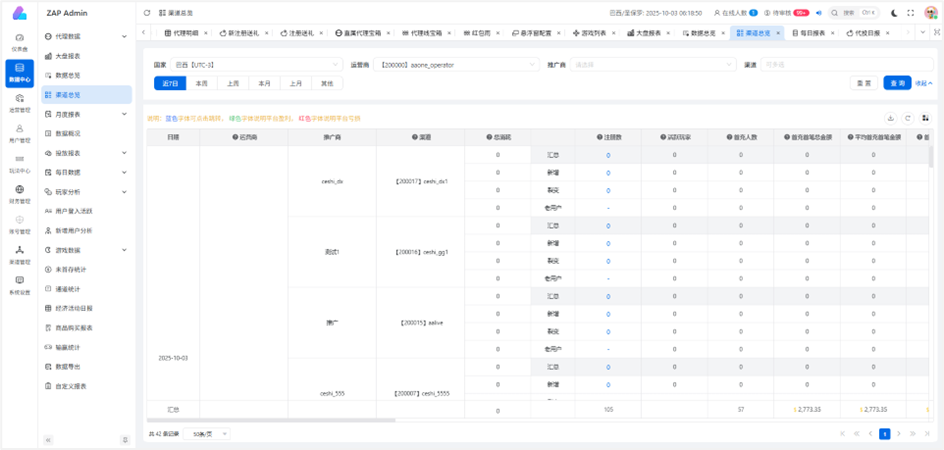 ZAP Admin
渠道总览
巴西/圣保罗: 2025-10-03 06:18:50
在线人数
待审核
99+
搜索
Ctrl K
代理明细
新注册送礼
注册送礼
直属代理宝箱
代理线宝箱
红包雨
悬浮窗配置
游戏列表
大盘报表
数据总览
渠道总览
每日报表
代投日报
仪表盘
数据中心
运营管理
用户管理
玩法中心
财务管理
账号管理
渠道管理
系统设置
代理数据
大盘报表
数据总览
渠道总览
月度报表
数据概况
投放报表
每日数据
玩家分析
用户登入活跃
新增用户分析
游戏数据
未首存统计
通道统计
经济活动日报
商品购买报表
输赢统计
数据导出
自定义报表
国家
巴西【UTC-3】
运营商
【200000】aaone_operator
推广商
请选择
渠道
可多选
近7日
本周
上周
本月
上月
其他
重 置
查 询
收起
说明：蓝色字体可点击跳转，绿色字体说明平台盈利，红色字体说明平台亏损
日期 运营商 推广商 渠道 总消耗 注册数 活跃玩家 首充人数 首充首笔总金额 平均首充首笔金额 首
0 汇总 0 0 0 0 0
0 新增 0 0 0 0 0
ceshi_dx 【200017】ceshi_dx1
0 裂变 0 0 0 0 0
0 老用户 - 0 0 0 0
0 汇总 0 0 0 0 0
0 新增 0 0 0 0 0
测试1 【200016】ceshi_gg1
0 裂变 0 0 0 0 0
0 老用户 - 0 0 0 0
0 汇总 0 0 0 0 0
0 新增 0 0 0 0 0
推广 【200015】aalive
0 裂变 0 0 0 0 0
0 老用户 - 0 0 0 0
2025-10-03
0 汇总 0 0 0 0 0
0 新增 0 0 0 0 0
ceshi_555 【200007】ceshi_5555
汇总 0 105 57 $ 2,773.35 $ 2,773.35 $
共 42 条记录
50条/页
1